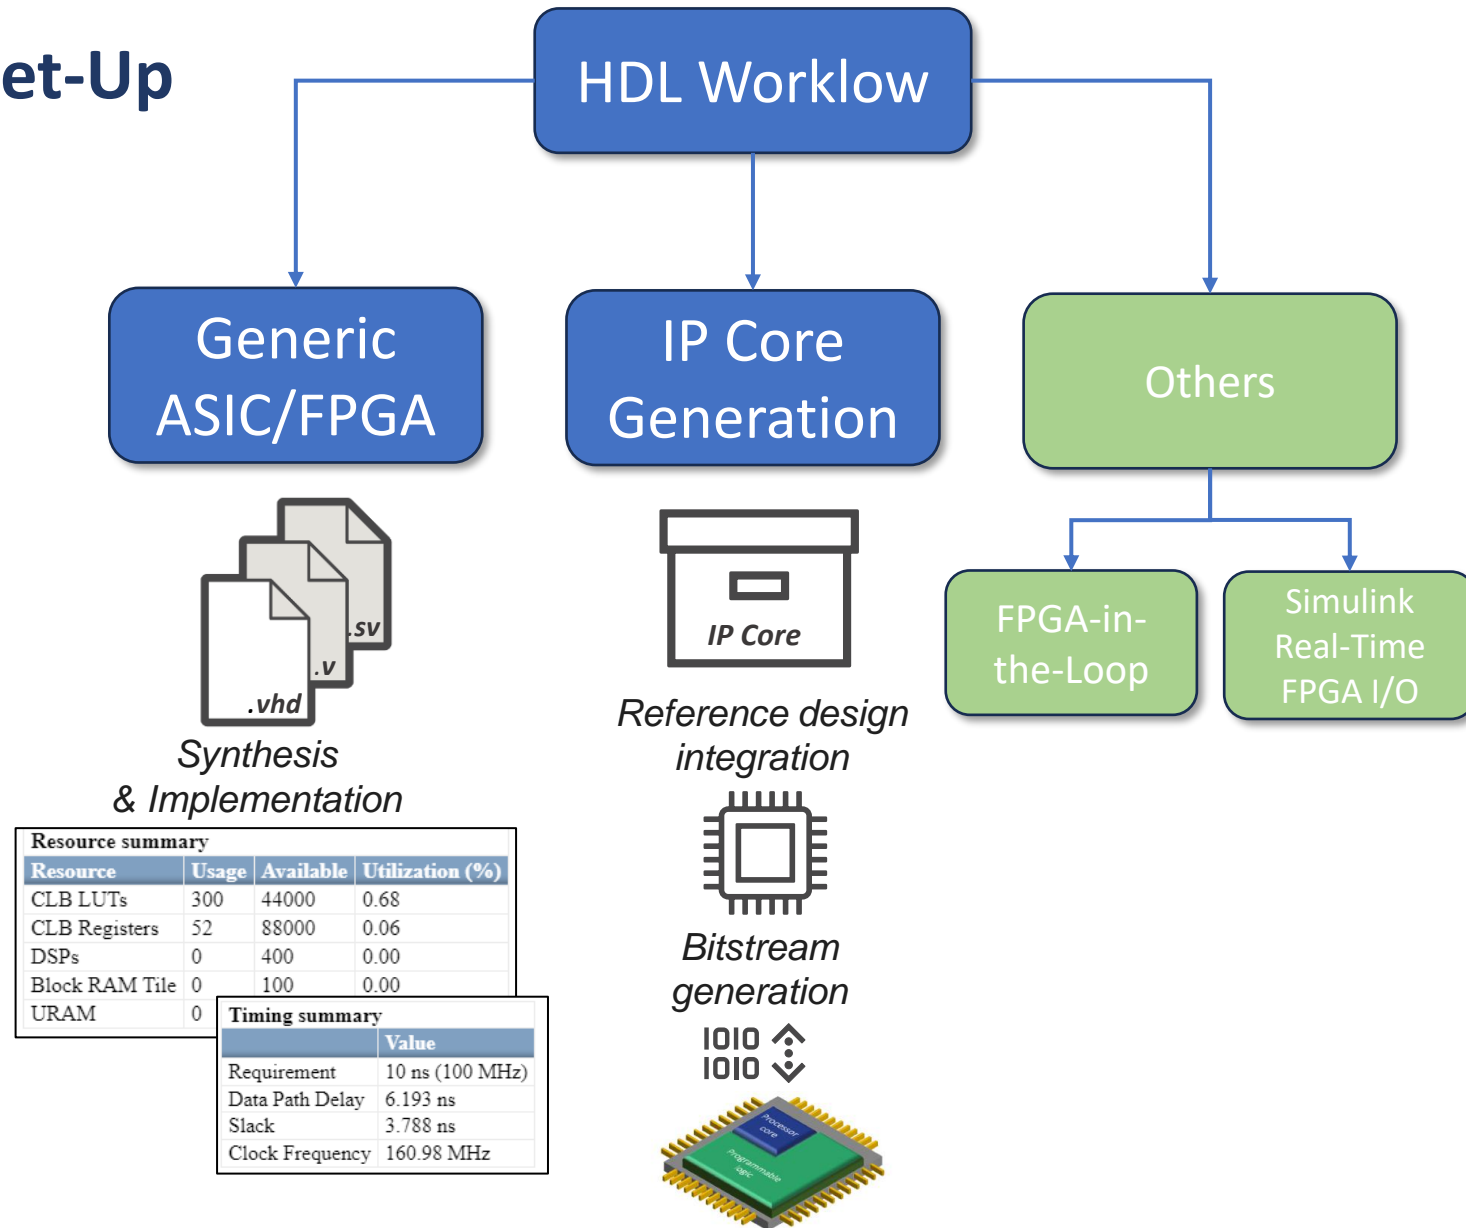 et-Up
HDL Worklow
Generic
ASIC/FPGA
IP Core
Generation
Others
.sv
.v
.vhd
Synthesis
& Implementation
IP Core
Reference design
integration
Bitstream
generation
1010
1010
Processor
core
Programmable
logic
FPGA-in-
the-Loop
Simulink
Real-Time
FPGA I/O
Resource summary
Resource Usage Available Utilization (%)
CLB LUTs 300 44000 0.68
CLB Registers 52 88000 0.06
DSPs 0 400 0.00
Block RAM Tile 0 100 0.00
URAM 0
Timing summary
Value
Requirement 10 ns (100 MHz)
Data Path Delay 6.193 ns
Slack 3.788 ns
Clock Frequency 160.98 MHz